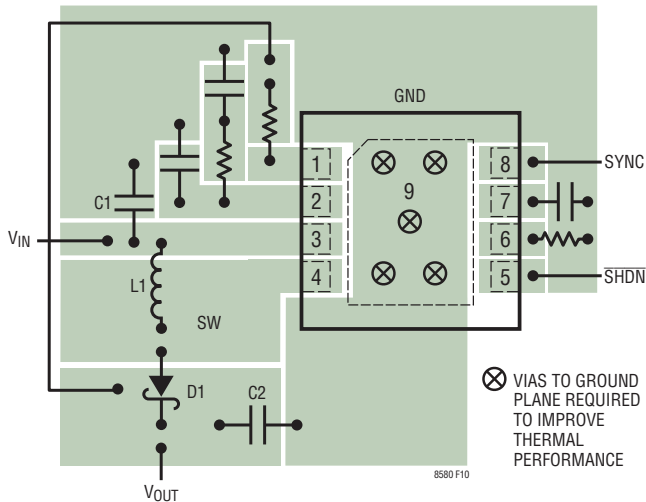 GND
1
8
SYNC
9
2
7
C1
VIN
3
6
4
5
SHDN
L1
SW
D1
C2
VIAS TO GROUND
PLANE REQUIRED
TO IMPROVE
THERMAL
PERFORMANCE
8580 F10
VOUT